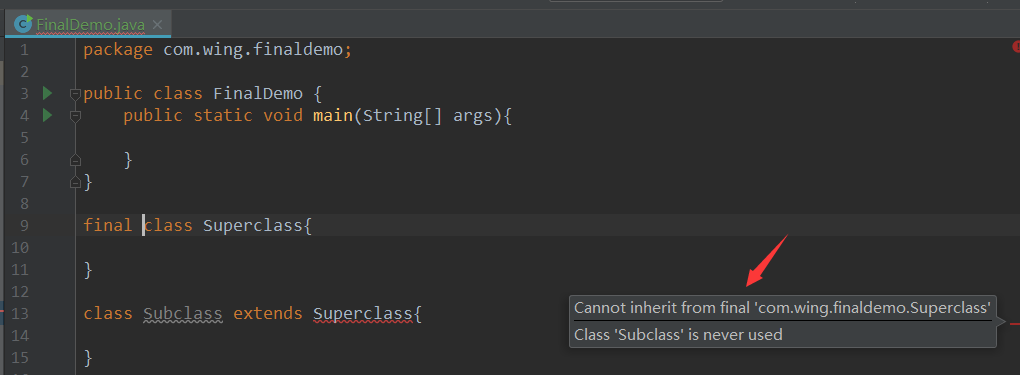 FinalDemo.java
1 package com.wing.finaldemo;
2
3 public class FinalDemo {
4 public static void main(String[] args){
5
6 }
7 }
8
9 final class Superclass{
10
11 }
12
13 class Subclass extends Superclass{
14
15 }
Cannot inherit from final 'com.wing.finaldemo.Superclass'
Class 'Subclass' is never used